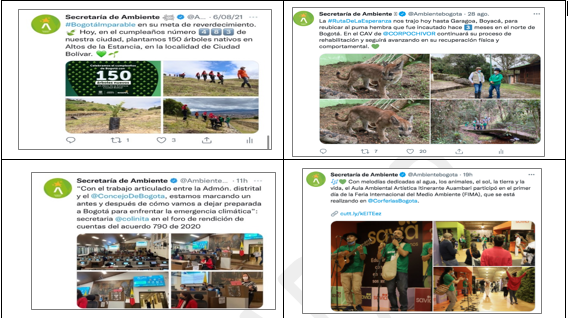 Secretaría de Ambiente @A... · 6/08/21
#BogotáImparable en su meta de reverdecimiento.
Hoy, en el cumpleaños número 4 8 3 de
nuestra ciudad, plantamos 150 árboles nativos en
Altos de la Estancia, en la localidad de Ciudad
Bolívar.
150
1
3
Secretaría de Ambiente @Ambientebogota · 28 ago.
La #RutaDeLaEsperanza nos trajo hoy hasta Garagoa, Boyacá, para
reubicar al puma hembra que fue incautado hace 2 meses en el norte de
Bogotá. En el CAV de @CORPOCHIVOR continuará su proceso de
rehabilitación y seguirá avanzando en su recuperación física y
comportamental.
7
20
Secretaría de Ambiente @Ambiente... · 11h
"Con el trabajo articulado entre la Admón. distrital
y el @ConcejoDeBogota, estamos marcando un
antes y después de cómo vamos a dejar preparada
a Bogotá para enfrentar la emergencia climática":
secretaria @colinita en el foro de rendición de
cuentas del acuerdo 790 de 2020
Secretaría de Ambiente @Ambientebogota · 19h
Con melodías dedicadas al agua, los animales, el sol, la tierra y la
vida, el Aula Ambiental Artística Itinerante Auambari participó en el primer
día de la Feria Internacional del Medio Ambiente (FIMA), que se está
realizando en @CorferiasBogota.
savia